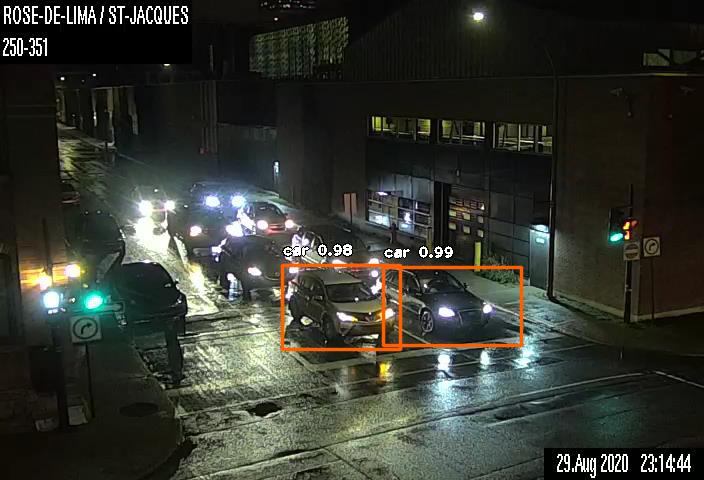 ROSE-DE-LIMA / ST-JACQUES
250-351
car 0.98
car 0.99
29.Aug 2020 23:14:44